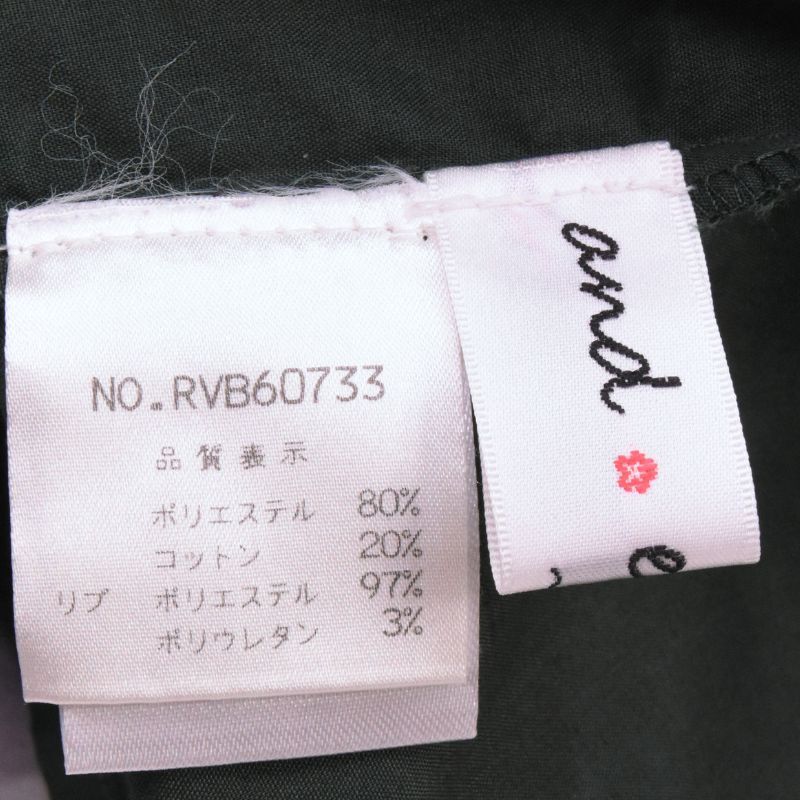 NO.RVB60733
品質表示
ポリエステル 80%
コットン 20%
リブ ポリエステル 97%
ポリウレタン 3%
and e